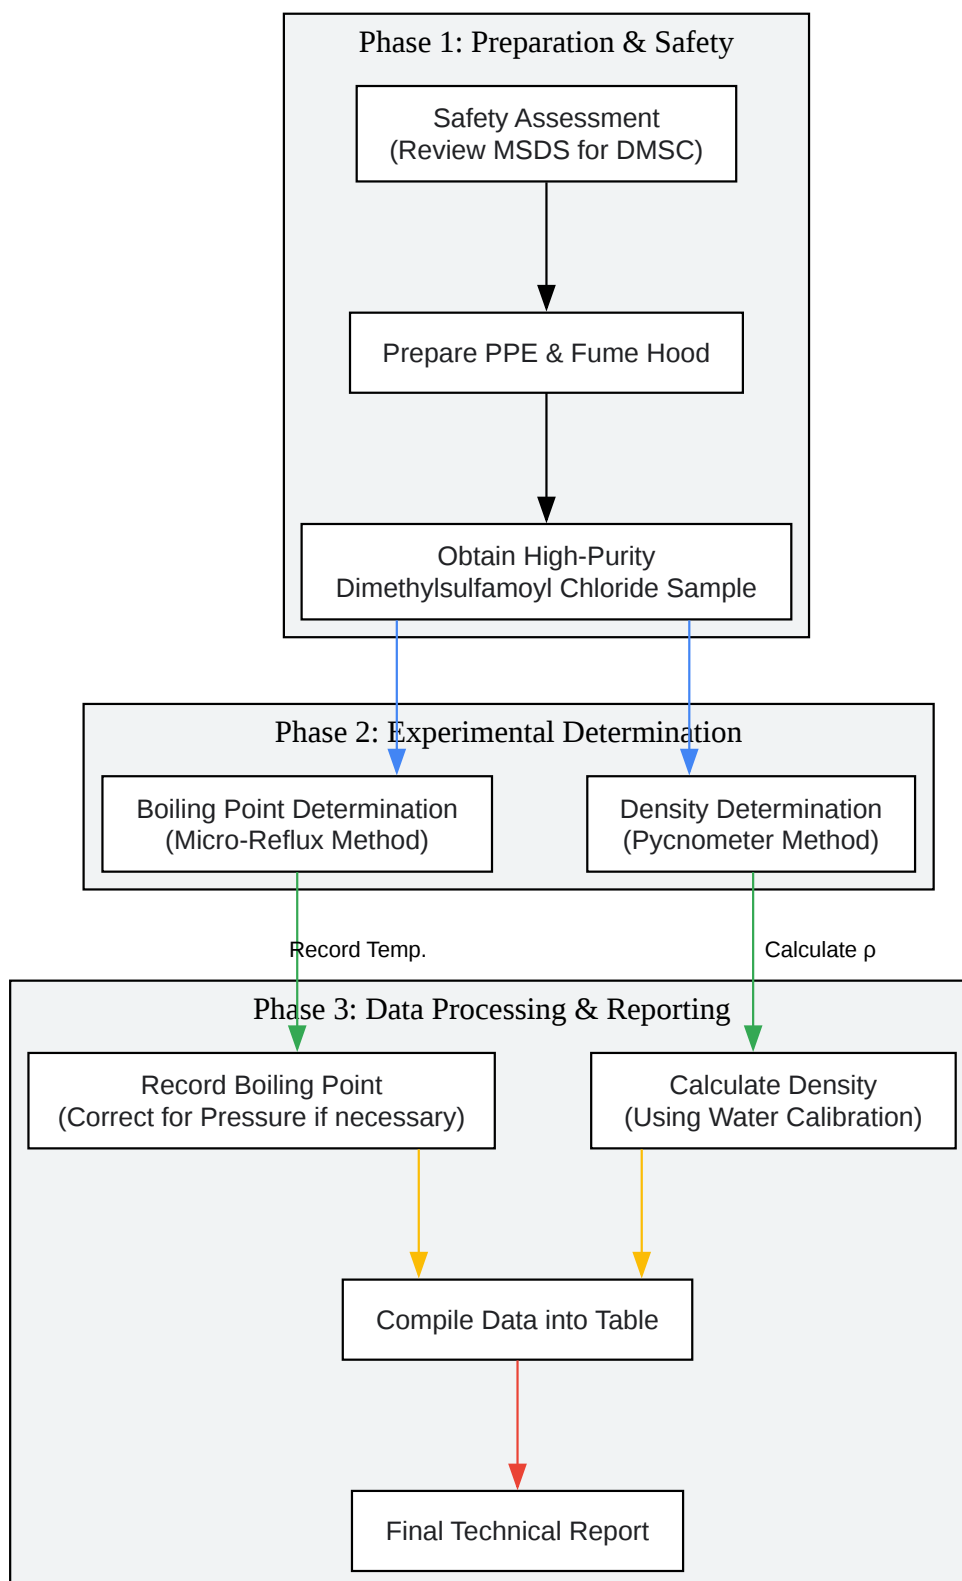 Phase 1: Preparation & Safety
Safety Assessment
(Review MSDS for DMSC)
Prepare PPE & Fume Hood
Obtain High-Purity
Dimethylsulfamoyl Chloride Sample
Phase 2: Experimental Determination
Boiling Point Determination
(Micro-Reflux Method)
Density Determination
(Pycnometer Method)
Record Temp.
Calculate ρ
Phase 3: Data Processing & Reporting
Record Boiling Point
(Correct for Pressure if necessary)
Calculate Density
(Using Water Calibration)
Compile Data into Table
Final Technical Report